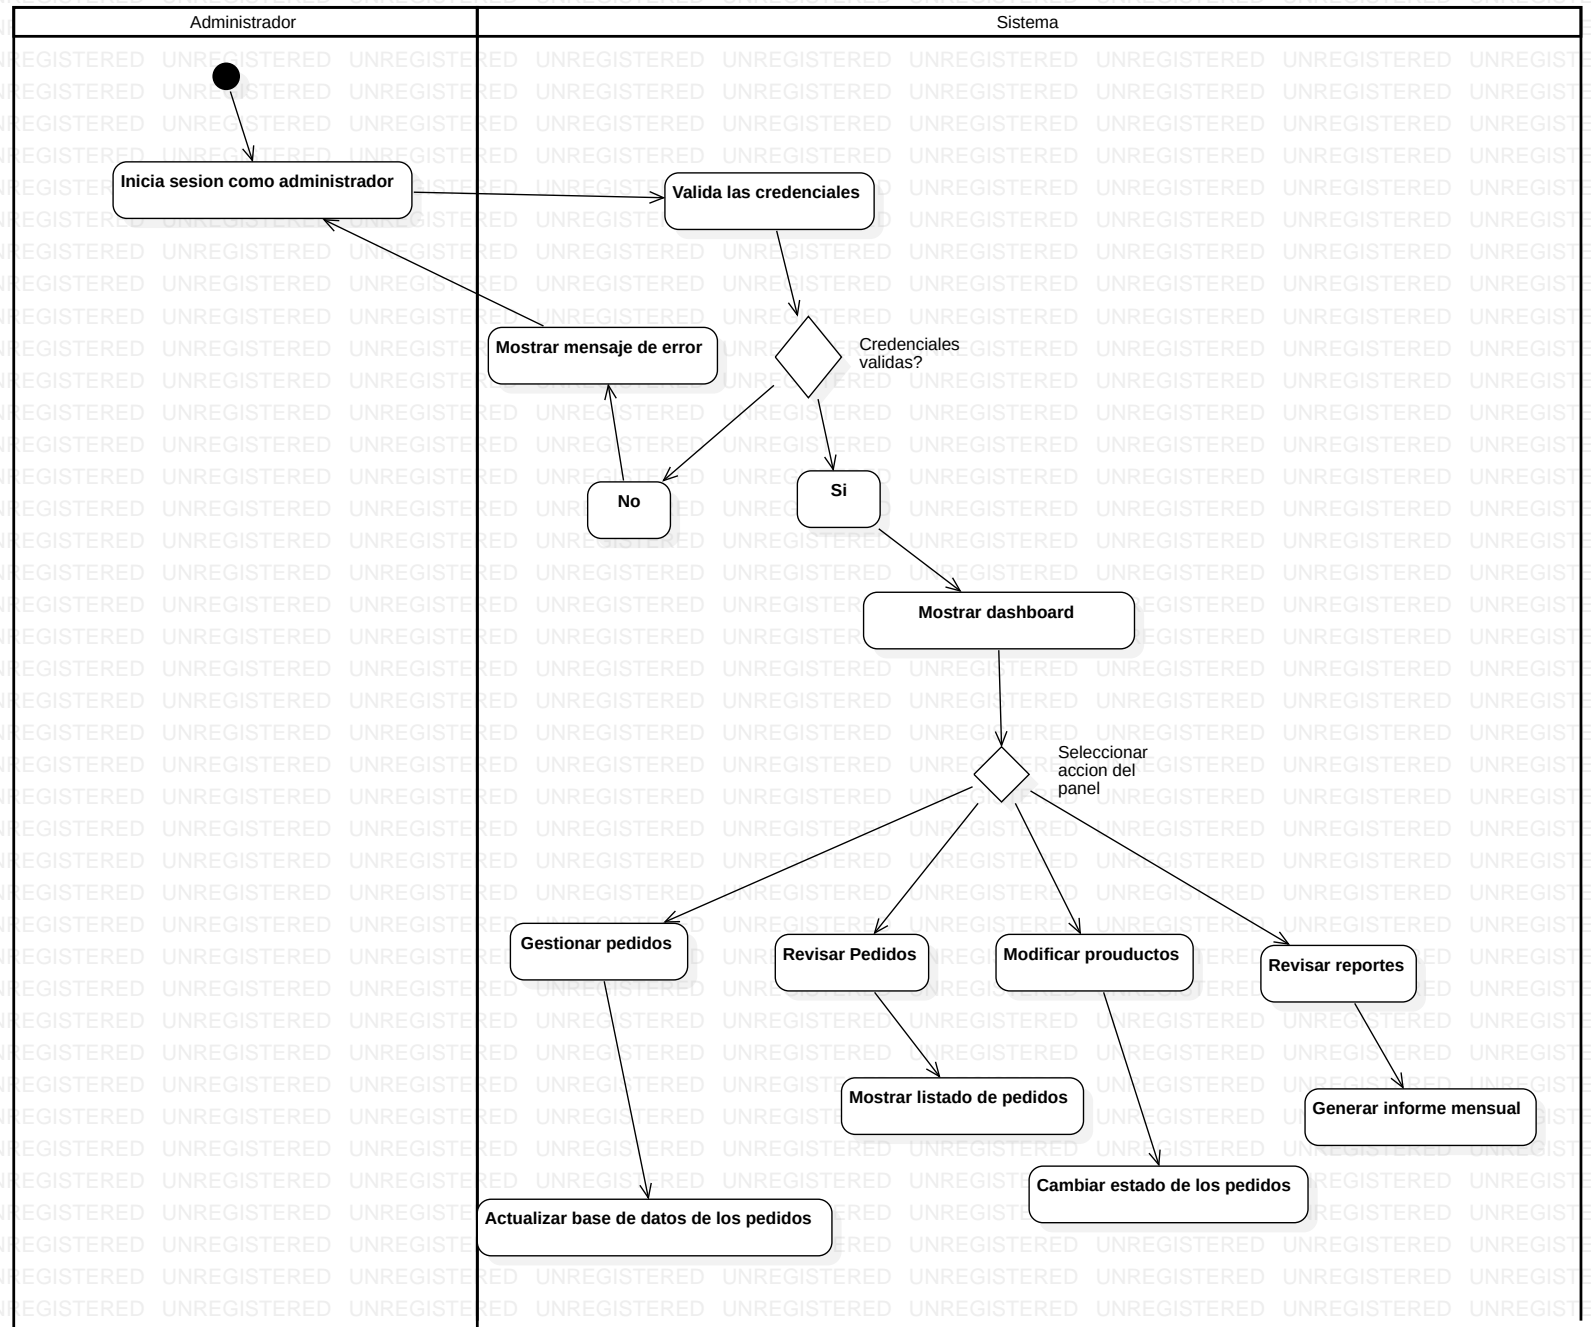 Administrador
Sistema
Inicia sesion como administrador
Valida las credenciales
Mostrar mensaje de error
Credenciales
validas?
No
Si
Mostrar dashboard
Seleccionar
accion del
panel
Gestionar pedidos
Revisar Pedidos
Modificar prouductos
Revisar reportes
Mostrar listado de pedidos
Generar informe mensual
Cambiar estado de los pedidos
Actualizar base de datos de los pedidos
UNREGISTERED